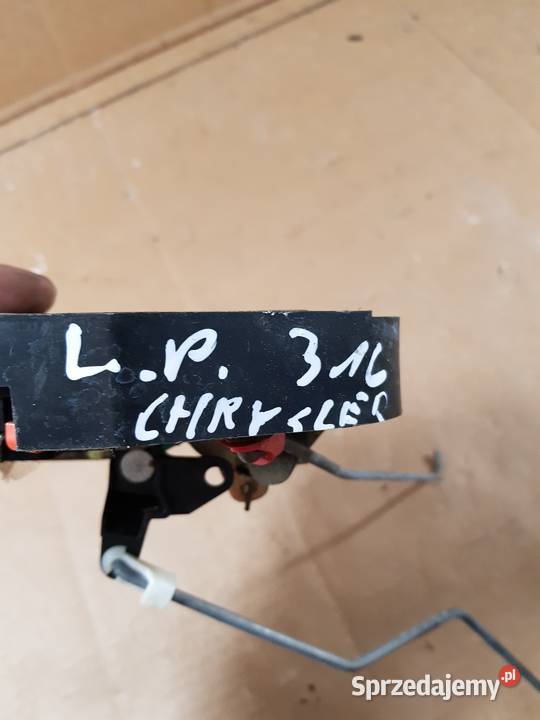 L.P. 316
CHRYSLER
Sprzedajemy.pl